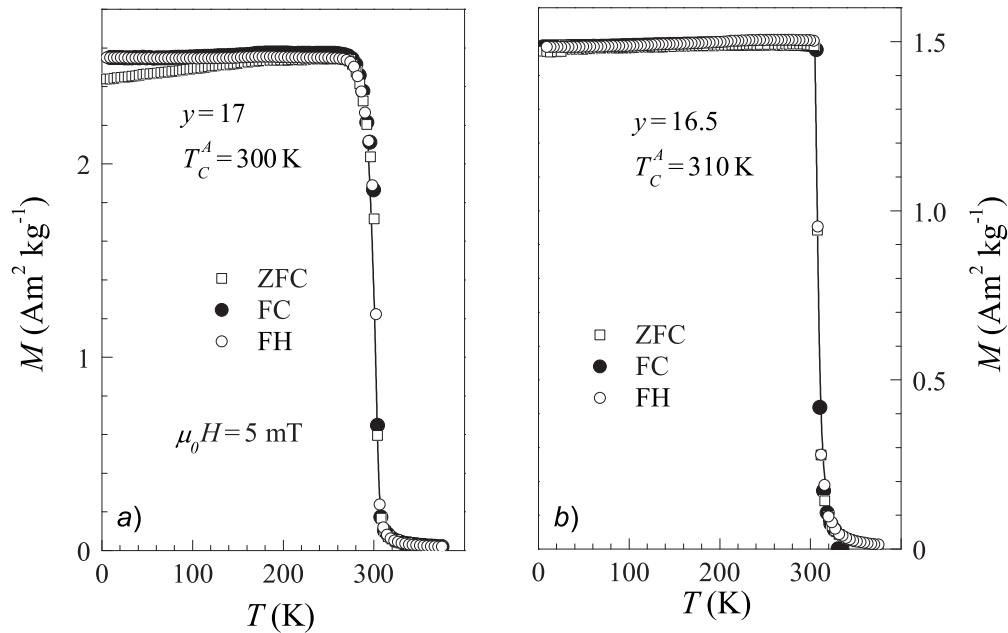 y = 17
T_C^A = 300 K
ZFC
FC
FH
μ₀H = 5 mT
a)
M (Am² kg⁻¹)
2
1
0
0 100 200 300
T (K)
y = 16.5
T_C^A = 310 K
ZFC
FC
FH
b)
1.5
1.0
0.5
0
M (Am² kg⁻¹)
0 100 200 300
T (K)